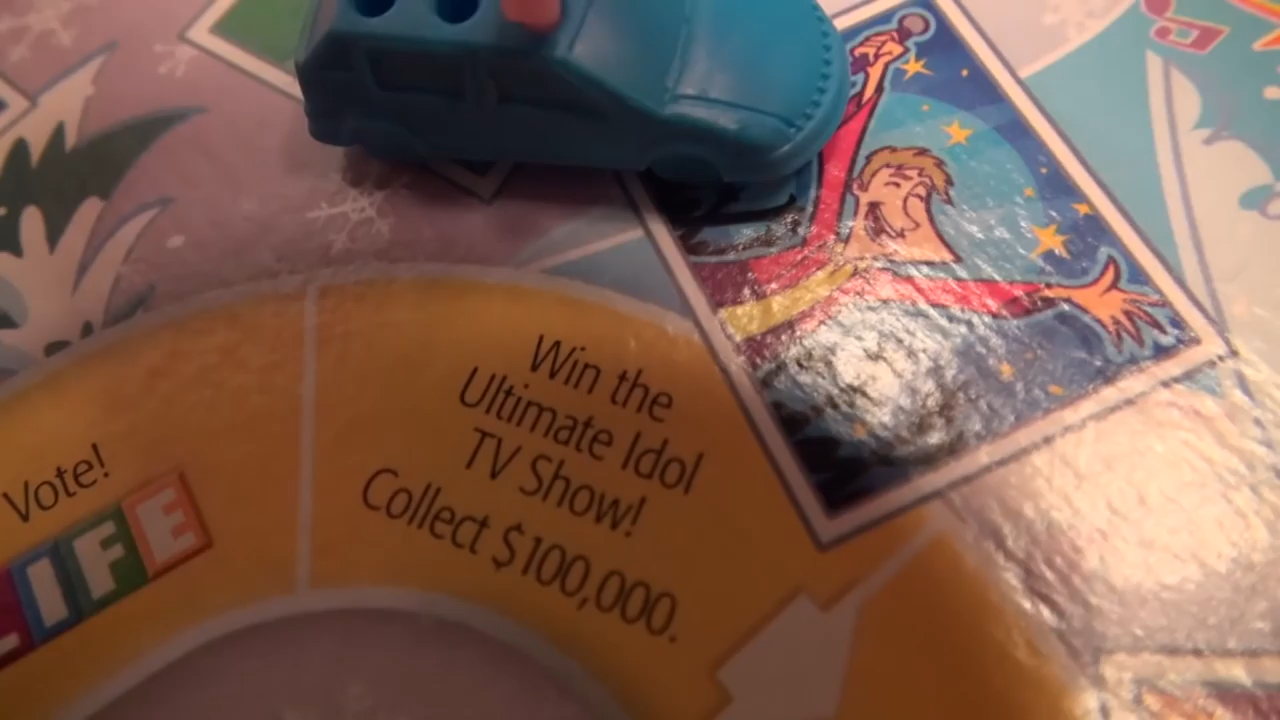 Vote!
LIFE
Win the
Ultimate Idol
TV Show!
Collect $100,000.